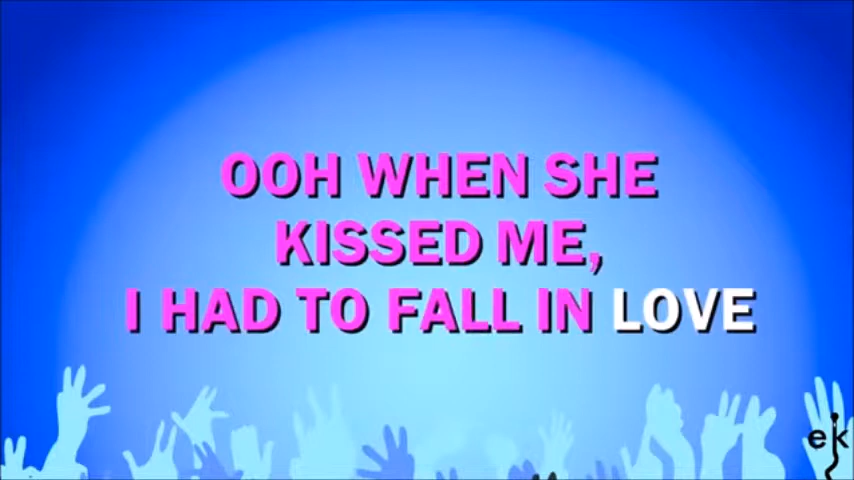 OOH WHEN SHE
KISSED ME,
I HAD TO FALL IN LOVE
ek